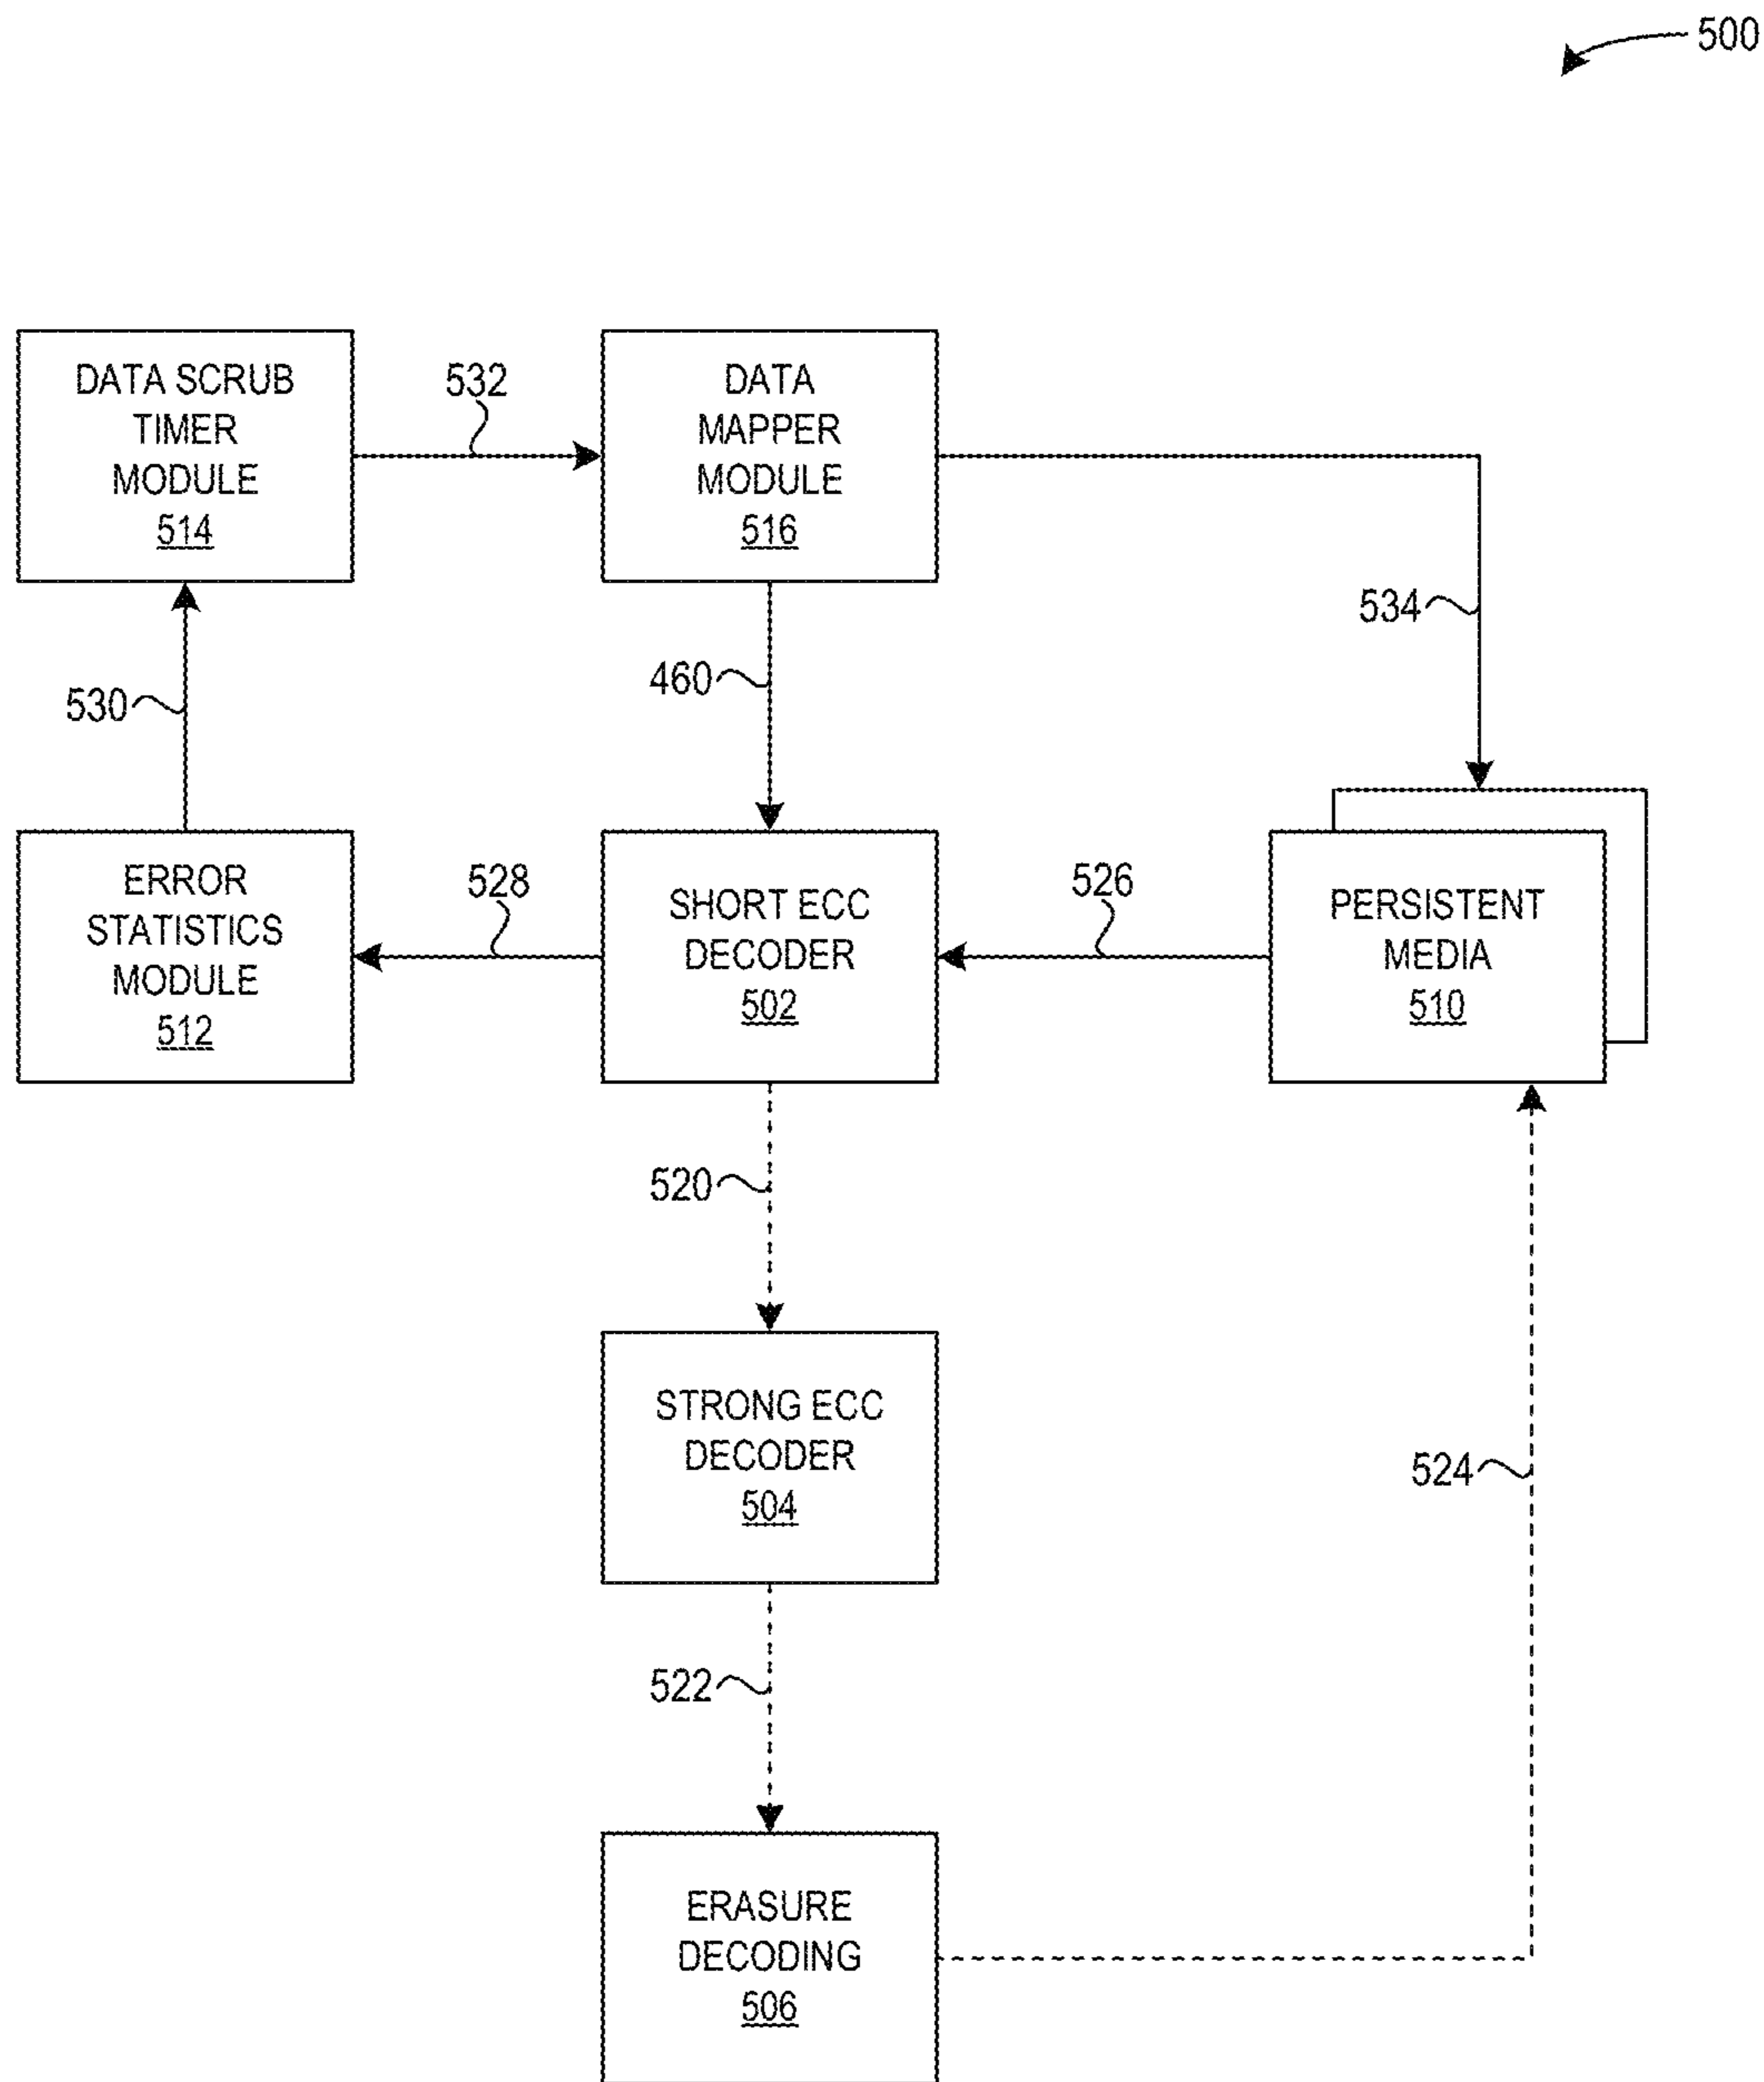 500
DATA SCRUB
TIMER
MODULE
514
532
DATA
MAPPER
MODULE
516
534
460
530
ERROR
STATISTICS
MODULE
512
528
SHORT ECC
DECODER
502
526
PERSISTENT
MEDIA
510
520
STRONG ECC
DECODER
504
524
522
ERASURE
DECODING
506